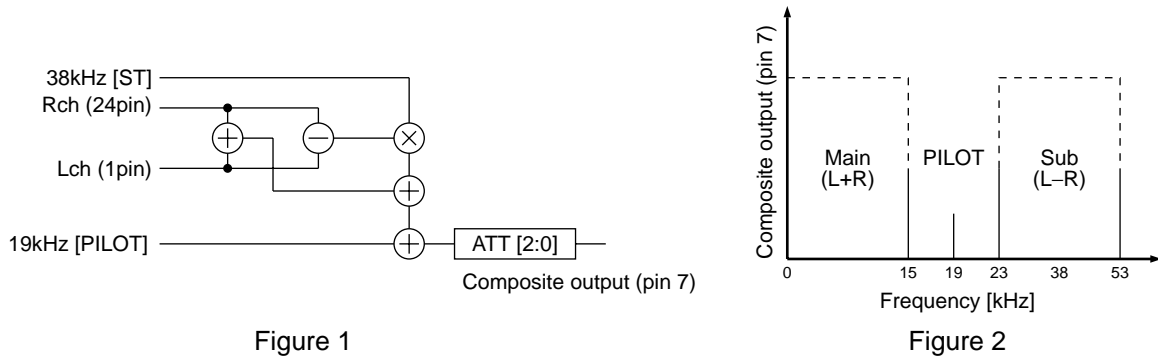 38kHz [ST]
Rch (24pin)
Lch (1pin)
19kHz [PILOT]
ATT [2:0]
Composite output (pin 7)
Figure 1
Composite output (pin 7)
Main
(L+R)
PILOT
Sub
(L–R)
0 15 19 23 38 53
Frequency [kHz]
Figure 2